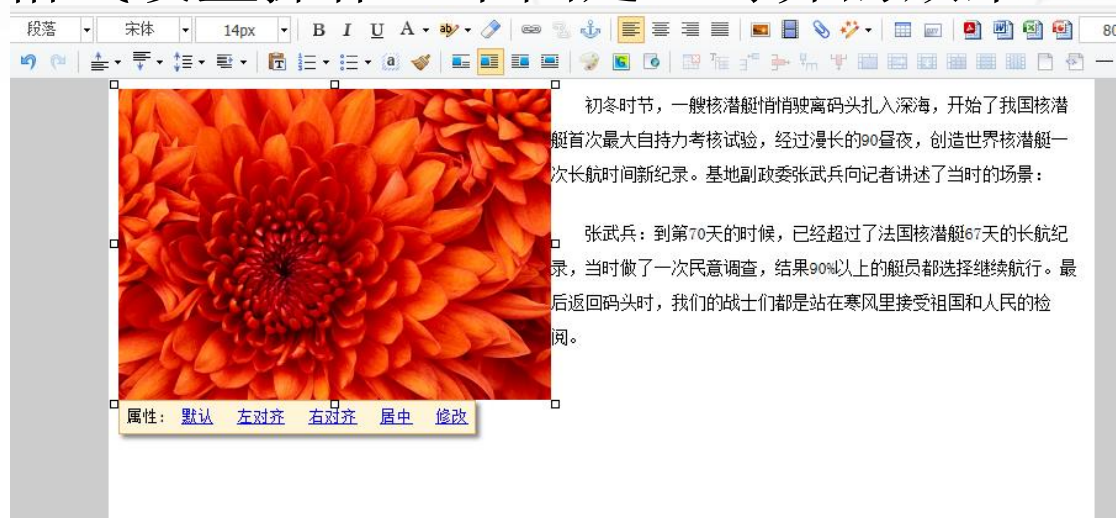 段落 宋体 14px B I U A 80
初冬时节，一艘核潜艇悄悄驶离码头扎入深海，开始了我国核潜
艇首次最大自持力考核试验，经过漫长的90昼夜，创造世界核潜艇一
次长航时间新纪录。基地副政委张武兵向记者讲述了当时的场景：
张武兵：到第70天的时候，已经超过了法国核潜艇67天的长航纪
录，当时做了一次民意调查，结果90%以上的艇员都选择继续航行。最
后返回码头时，我们的战士们都是站在寒风里接受祖国和人民的检
阅。
属性： 默认 左对齐 右对齐 居中 修改